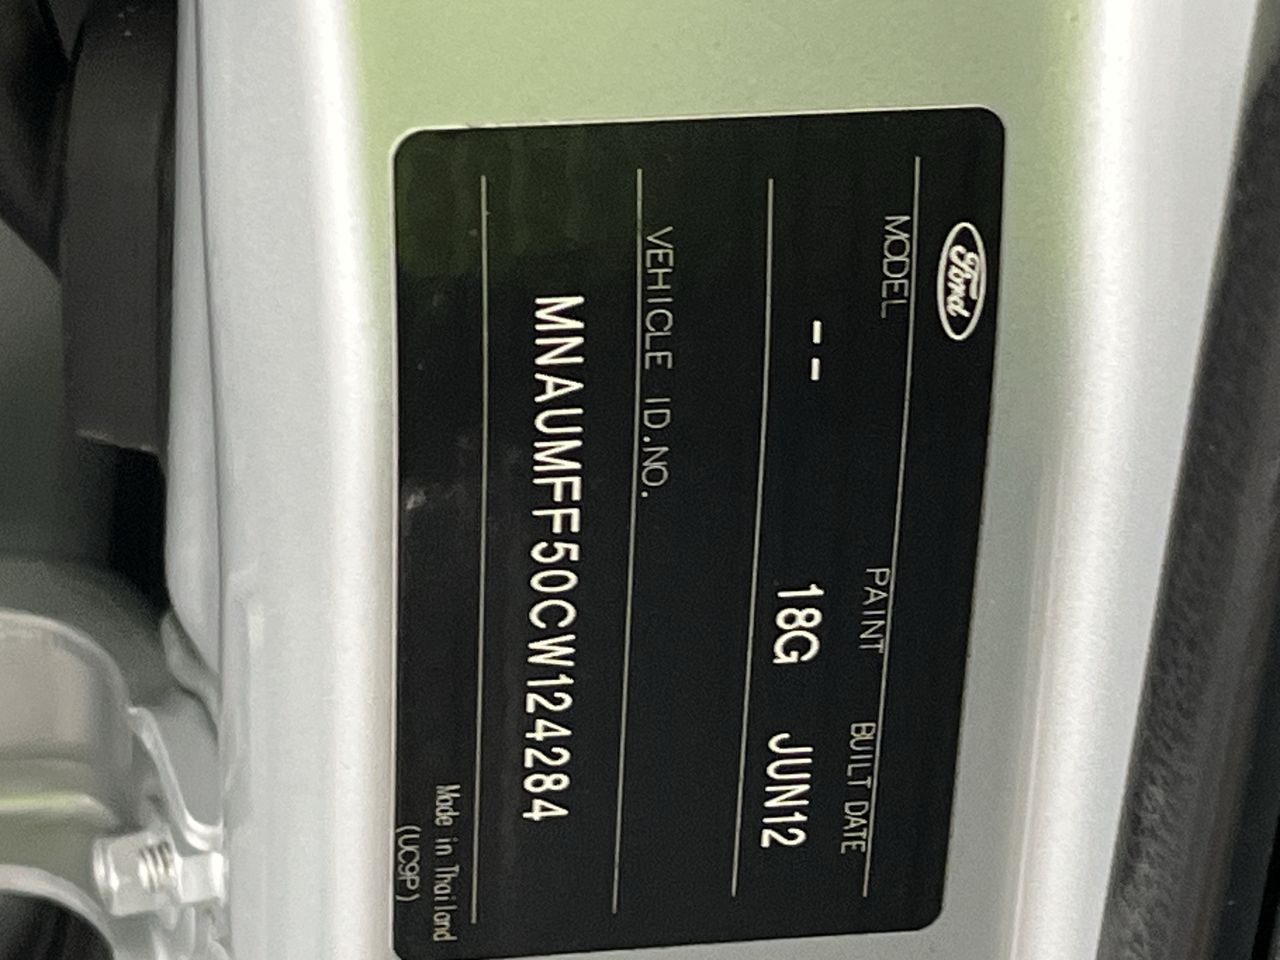 Ford
MODEL PAINT BUILT DATE
-- 18G JUN12
VEHICLE ID.NO.
MNAUMFF50CW124284
Made in Thailand
(UC9P)